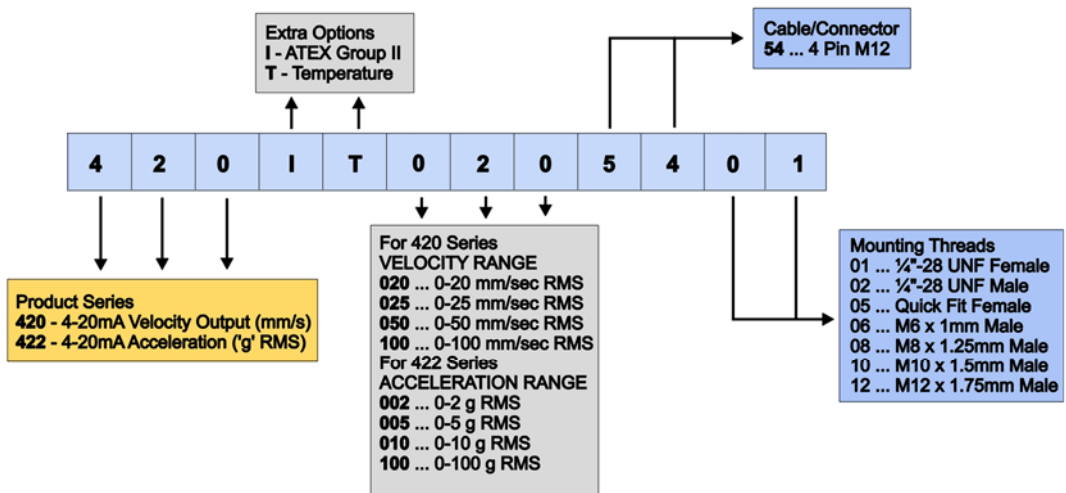 Extra Options
I - ATEX Group II
T - Temperature
Cable/Connector
54 ... 4 Pin M12
4 2 0 I T 0 2 0 5 4 0 1
Product Series
420 - 4-20mA Velocity Output (mm/s)
422 - 4-20mA Acceleration ('g' RMS)
For 420 Series
VELOCITY RANGE
020 ... 0-20 mm/sec RMS
025 ... 0-25 mm/sec RMS
050 ... 0-50 mm/sec RMS
100 ... 0-100 mm/sec RMS
For 422 Series
ACCELERATION RANGE
002 ... 0-2 g RMS
005 ... 0-5 g RMS
010 ... 0-10 g RMS
100 ... 0-100 g RMS
Mounting Threads
01 ... ¼"-28 UNF Female
02 ... ¼"-28 UNF Male
05 ... Quick Fit Female
06 ... M6 x 1mm Male
08 ... M8 x 1.25mm Male
10 ... M10 x 1.5mm Male
12 ... M12 x 1.75mm Male